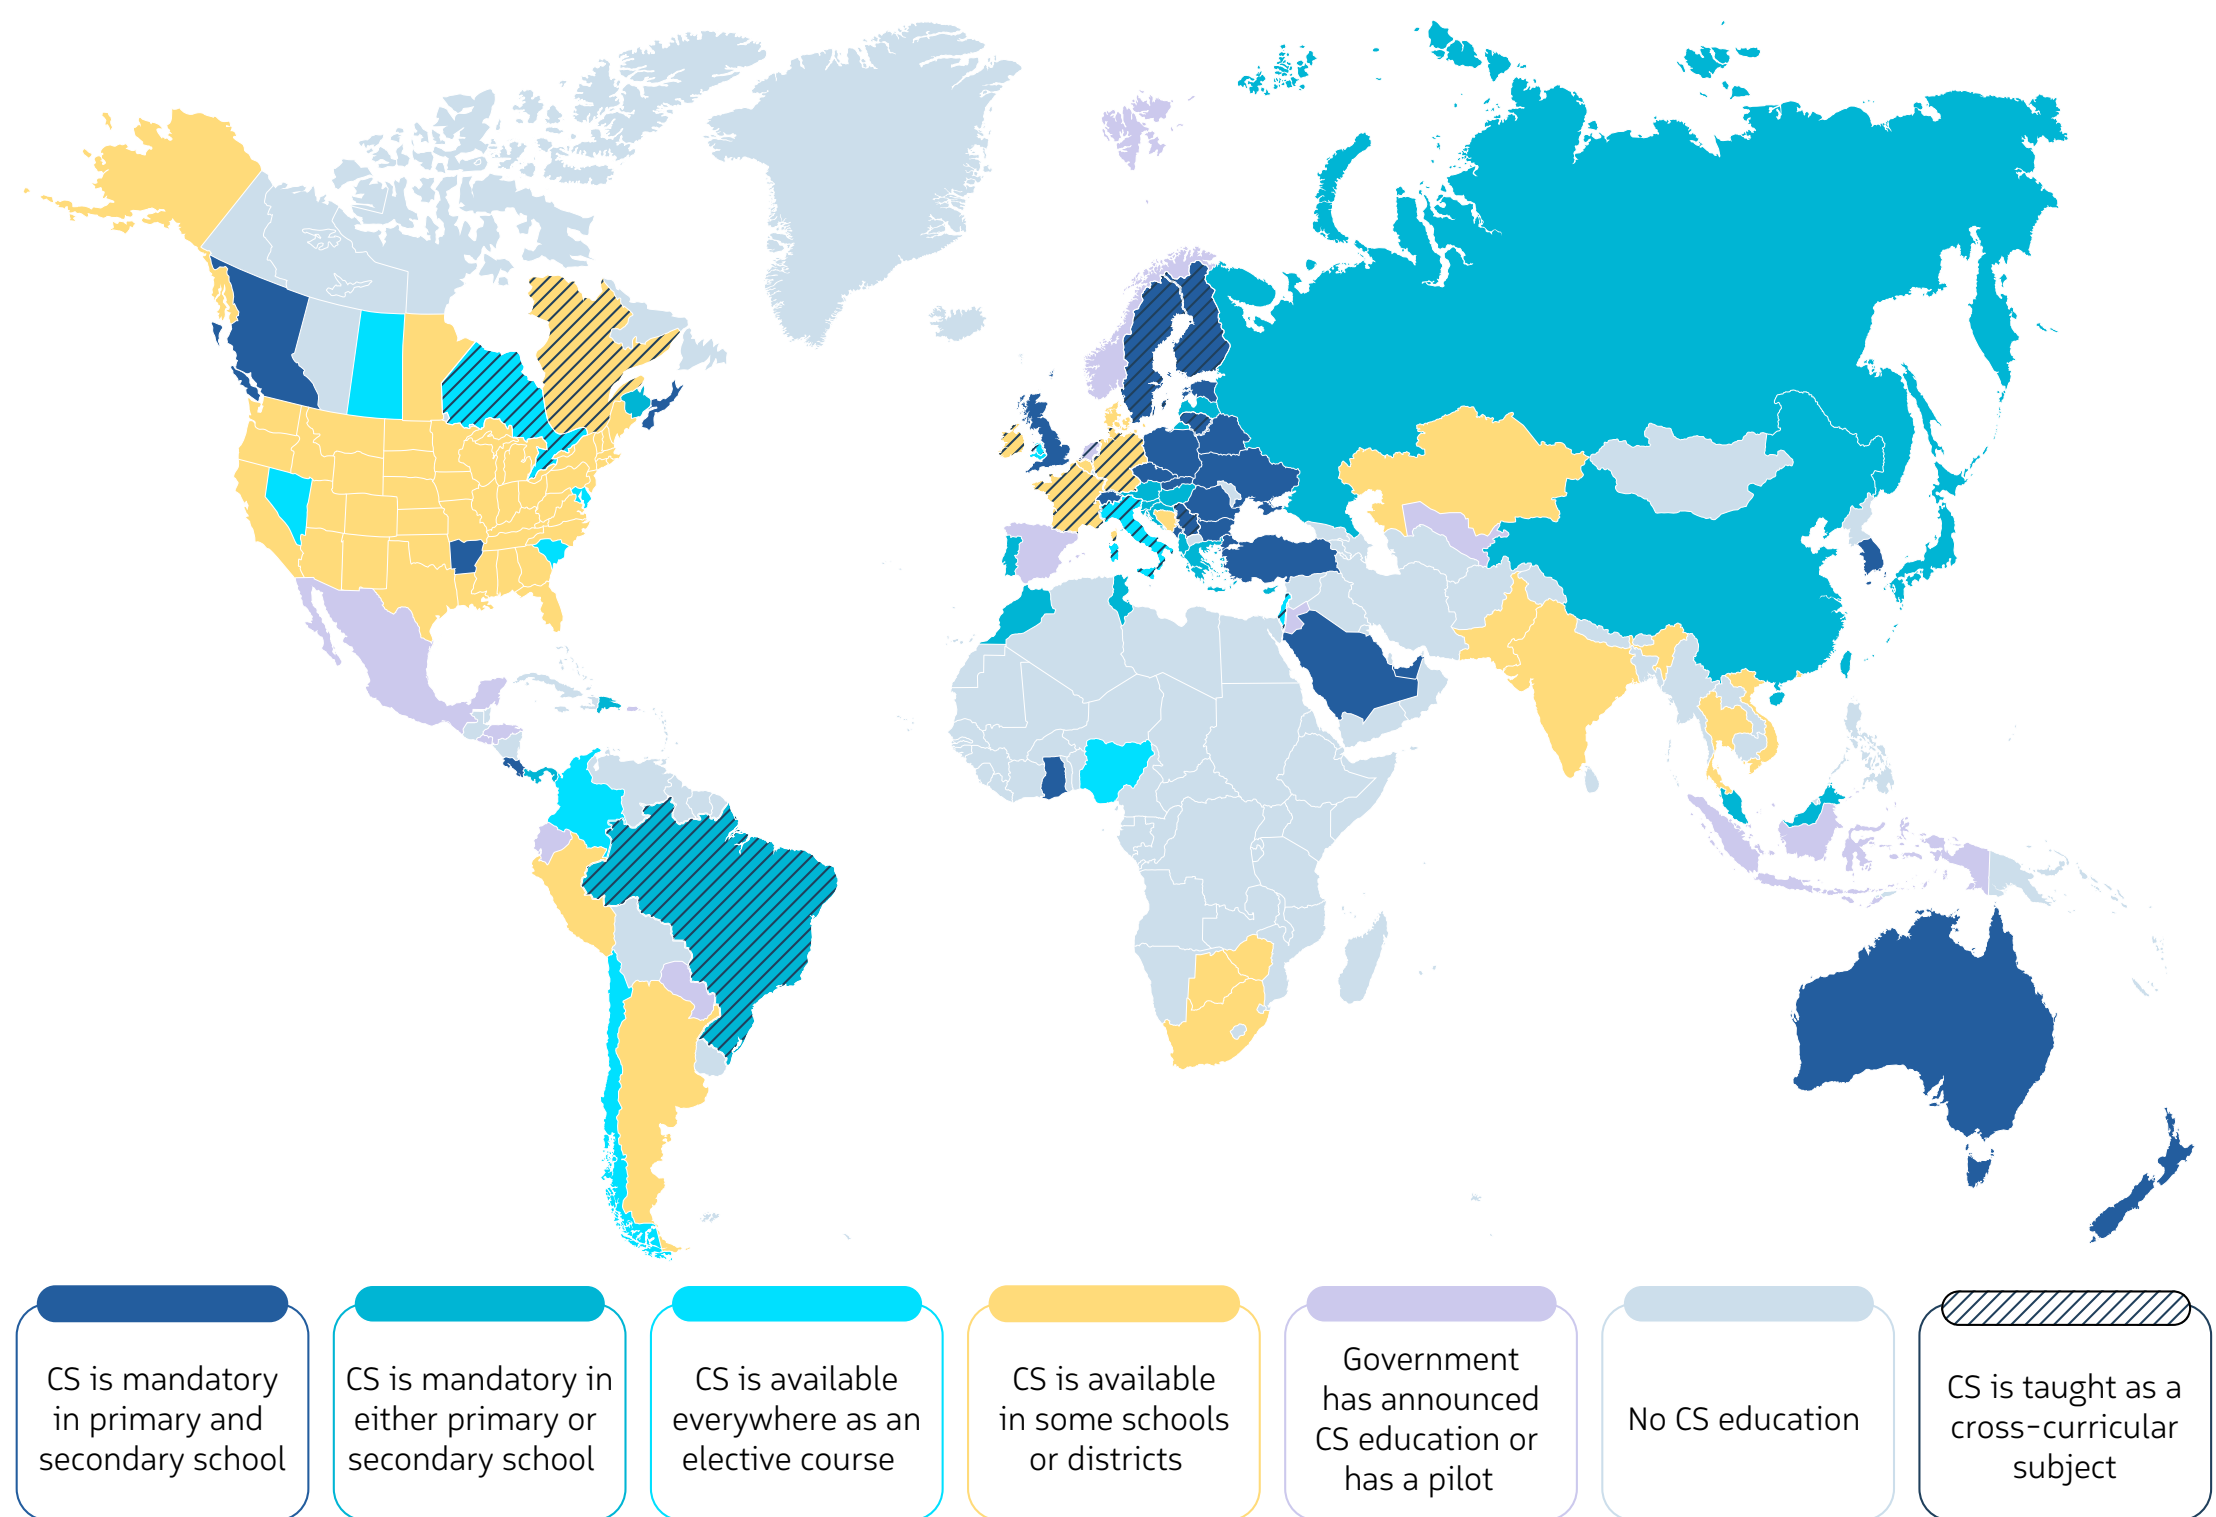 CS is mandatory
in primary and
secondary school
CS is mandatory in
either primary or
secondary school
CS is available
everywhere as an
elective course
CS is available
in some schools
or districts
Government
has announced
CS education or
has a pilot
No CS education
CS is taught as a
cross-curricular
subject